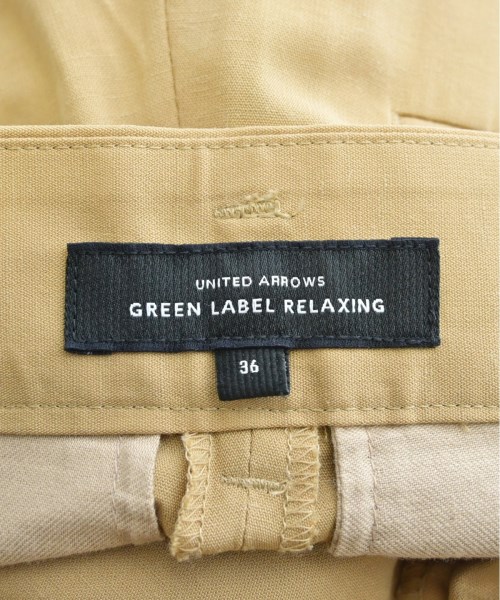 UNITED ARROWS
GREEN LABEL RELAXING
36